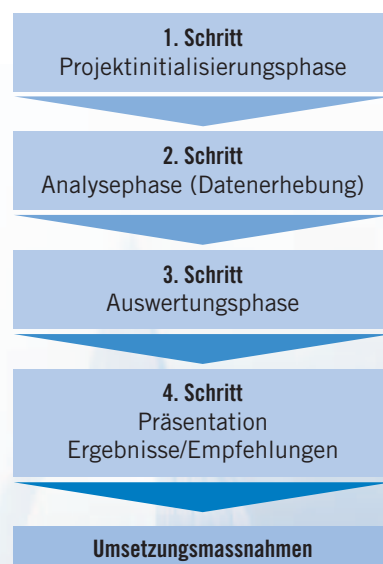 1. Schritt
Projektinitialisierungsphase
2. Schritt
Analysephase (Datenerhebung)
3. Schritt
Auswertungsphase
4. Schritt
Präsentation
Ergebnisse/Empfehlungen
Umsetzungsmassnahmen